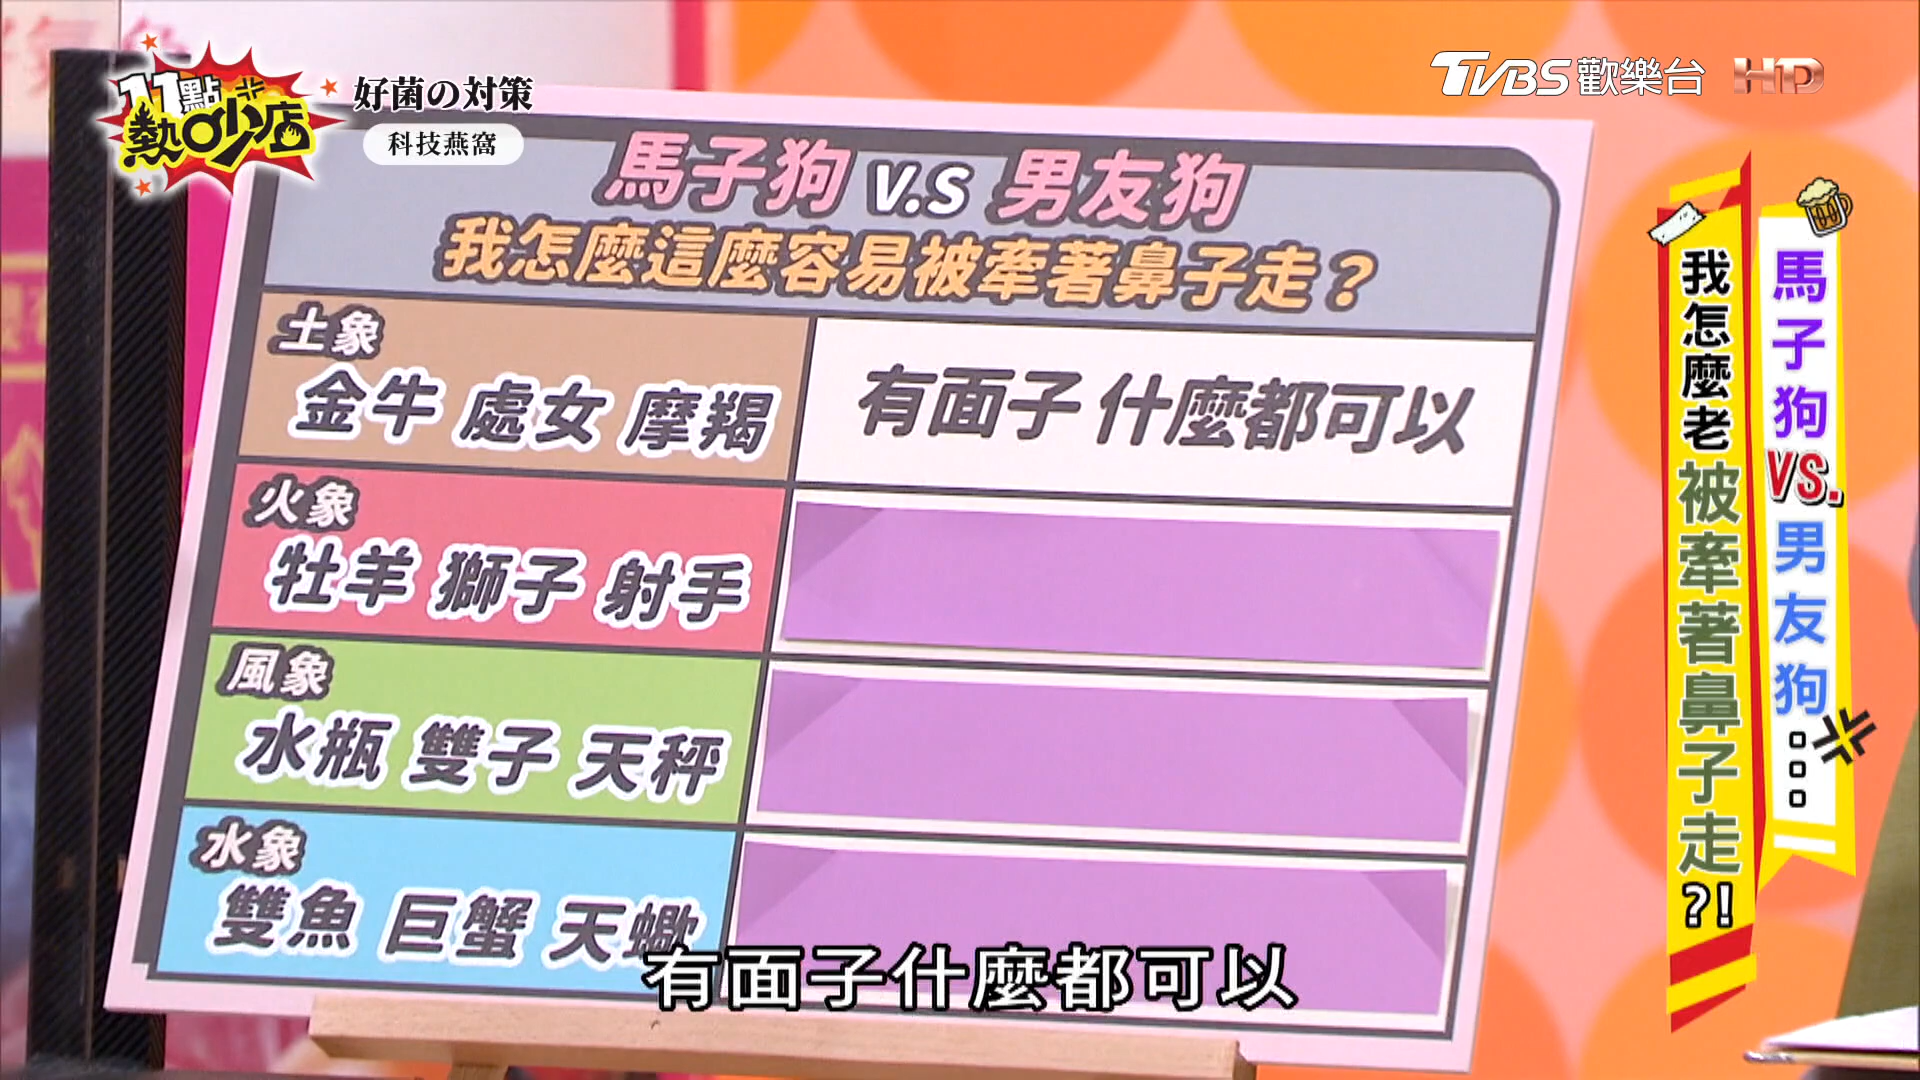 11點
熱吵店
好菌の対策
科技燕窩
TVBS歡樂台 HD
馬子狗 V.S 男友狗
我怎麼這麼容易被牽著鼻子走？
土象
金牛 處女 摩羯
有面子 什麼都可以
火象
牡羊 獅子 射手
風象
水瓶 雙子 天秤
水象
雙魚 巨蟹 天蠍
馬子狗VS.男友狗...
我怎麼老被牽著鼻子走?!
有面子什麼都可以